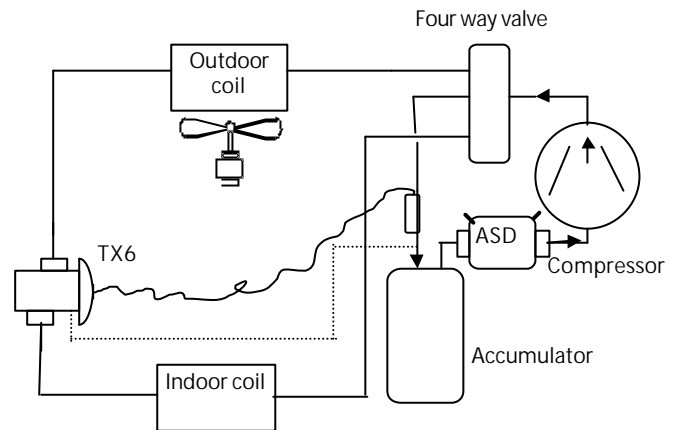 Four way valve
Outdoor
coil
TX6
ASD
Compressor
Accumulator
Indoor coil